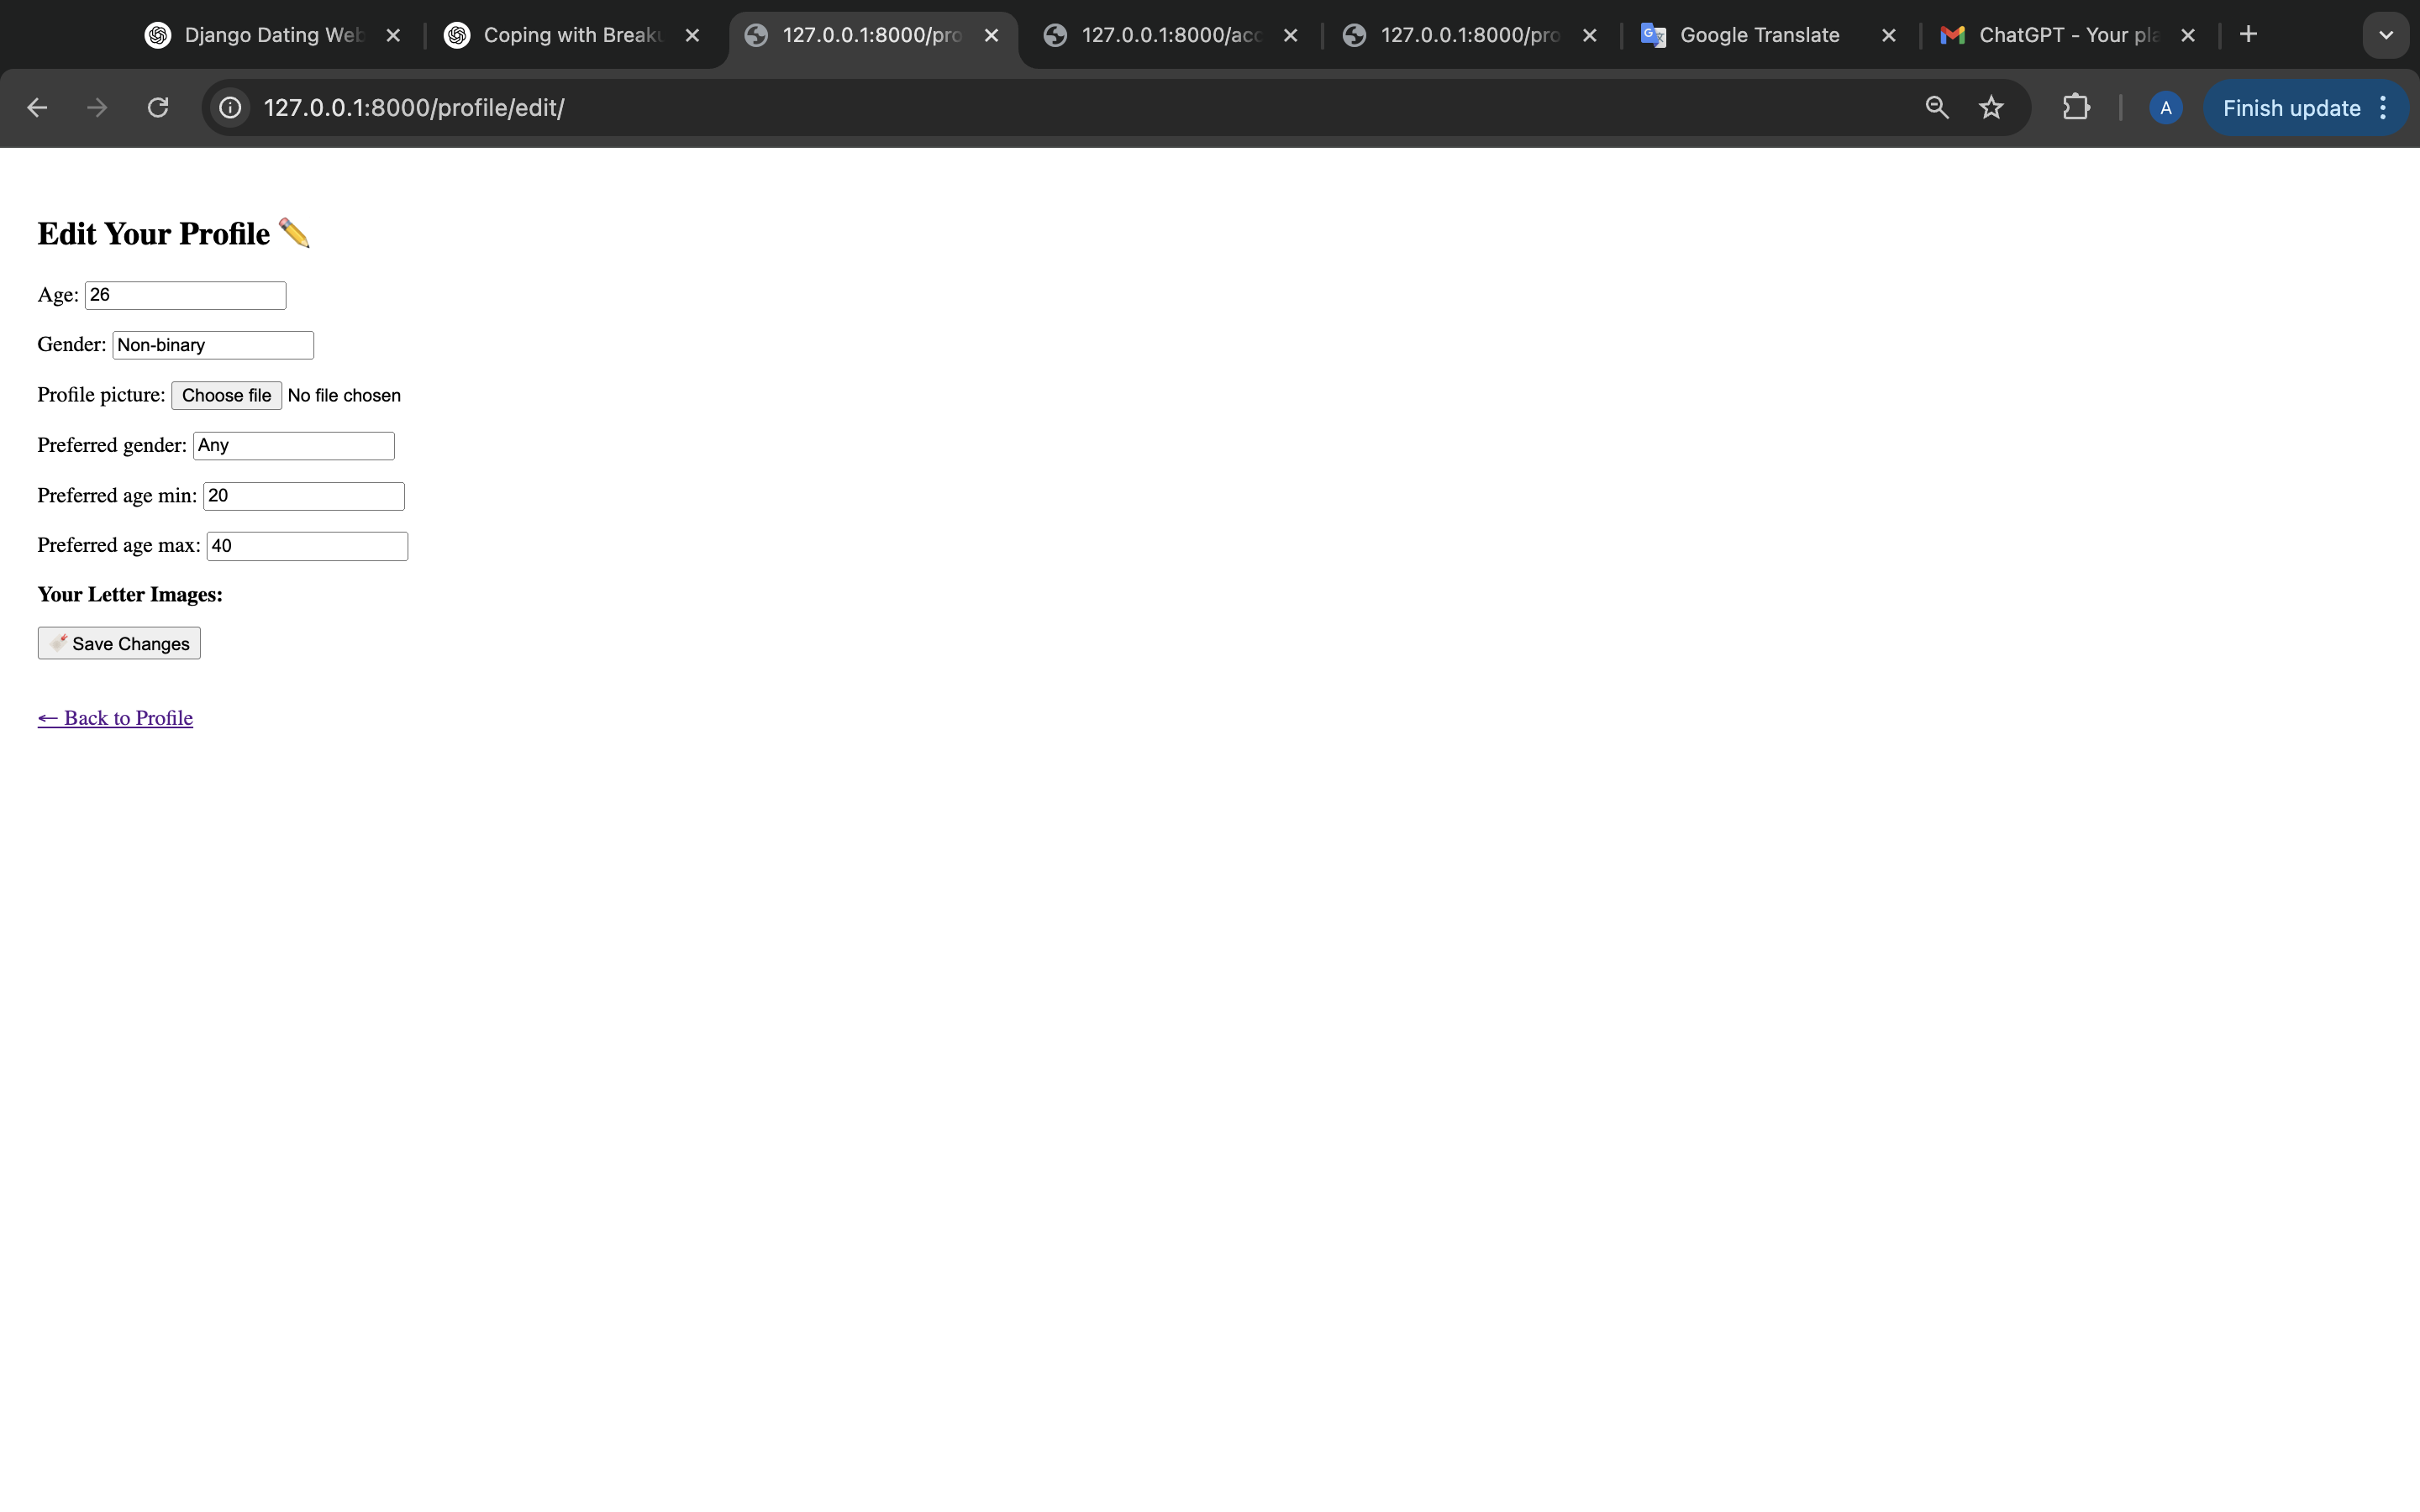 Django Dating Web
Coping with Breaku
127.0.0.1:8000/pro
127.0.0.1:8000/acc
127.0.0.1:8000/pro
Google Translate
ChatGPT - Your pla
127.0.0.1:8000/profile/edit/
A
Finish update
Edit Your Profile ✏️
Age: 26
Gender: Non-binary
Profile picture: Choose file No file chosen
Preferred gender: Any
Preferred age min: 20
Preferred age max: 40
Your Letter Images:
Save Changes
← Back to Profile